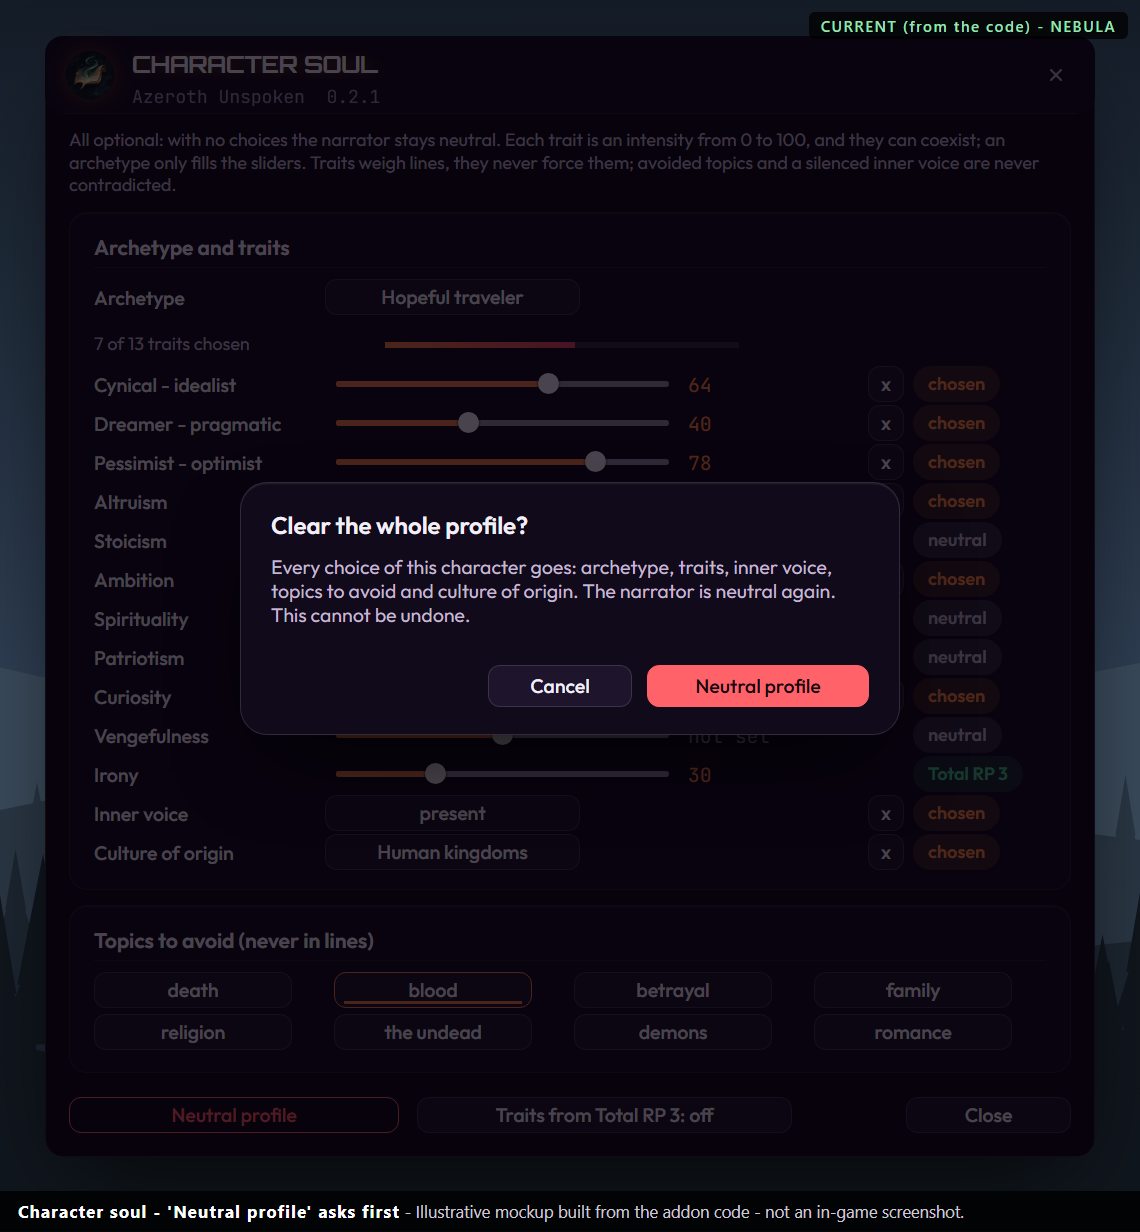 CURRENT (from the code) - NEBULA
CHARACTER SOUL
Azeroth Unspoken 0.2.1
×
All optional: with no choices the narrator stays neutral. Each trait is an intensity from 0 to 100, and they can coexist; an
archetype only fills the sliders. Traits weigh lines, they never force them; avoided topics and a silenced inner voice are never
contradicted.
Archetype and traits
Archetype Hopeful traveler
7 of 13 traits chosen
Cynical - idealist 64 x chosen
Dreamer - pragmatic 40 x chosen
Pessimist - optimist 78 x chosen
Altruism chosen
Stoicism neutral
Ambition chosen
Spirituality neutral
Patriotism neutral
Curiosity chosen
Vengefulness not set neutral
Irony 30 Total RP 3
Inner voice present x chosen
Culture of origin Human kingdoms x chosen
Clear the whole profile?
Every choice of this character goes: archetype, traits, inner voice,
topics to avoid and culture of origin. The narrator is neutral again.
This cannot be undone.
Cancel Neutral profile
Topics to avoid (never in lines)
death blood betrayal family
religion the undead demons romance
Neutral profile Traits from Total RP 3: off Close
Character soul - 'Neutral profile' asks first - Illustrative mockup built from the addon code - not an in-game screenshot.